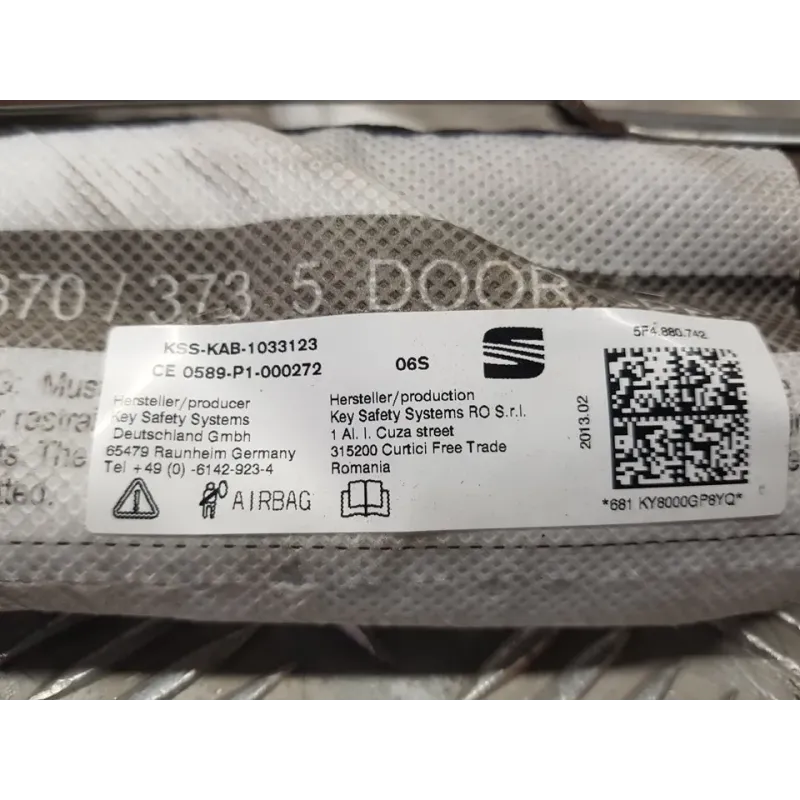 370 / 373 5 DOOR
KSS-KAB-1033123
CE 0589-P1-000272
06S
5F4.880.742
Hersteller/producer
Key Safety Systems
Deutschland Gmbh
65479 Raunheim Germany
Tel +49 (0) -6142-923-4
Hersteller/production
Key Safety Systems RO S.r.l.
1 Al. I. Cuza street
315200 Curtici Free Trade
Romania
2013.02
AIRBAG
*681 KY8000GP8YQ*
Mus
restrai
The